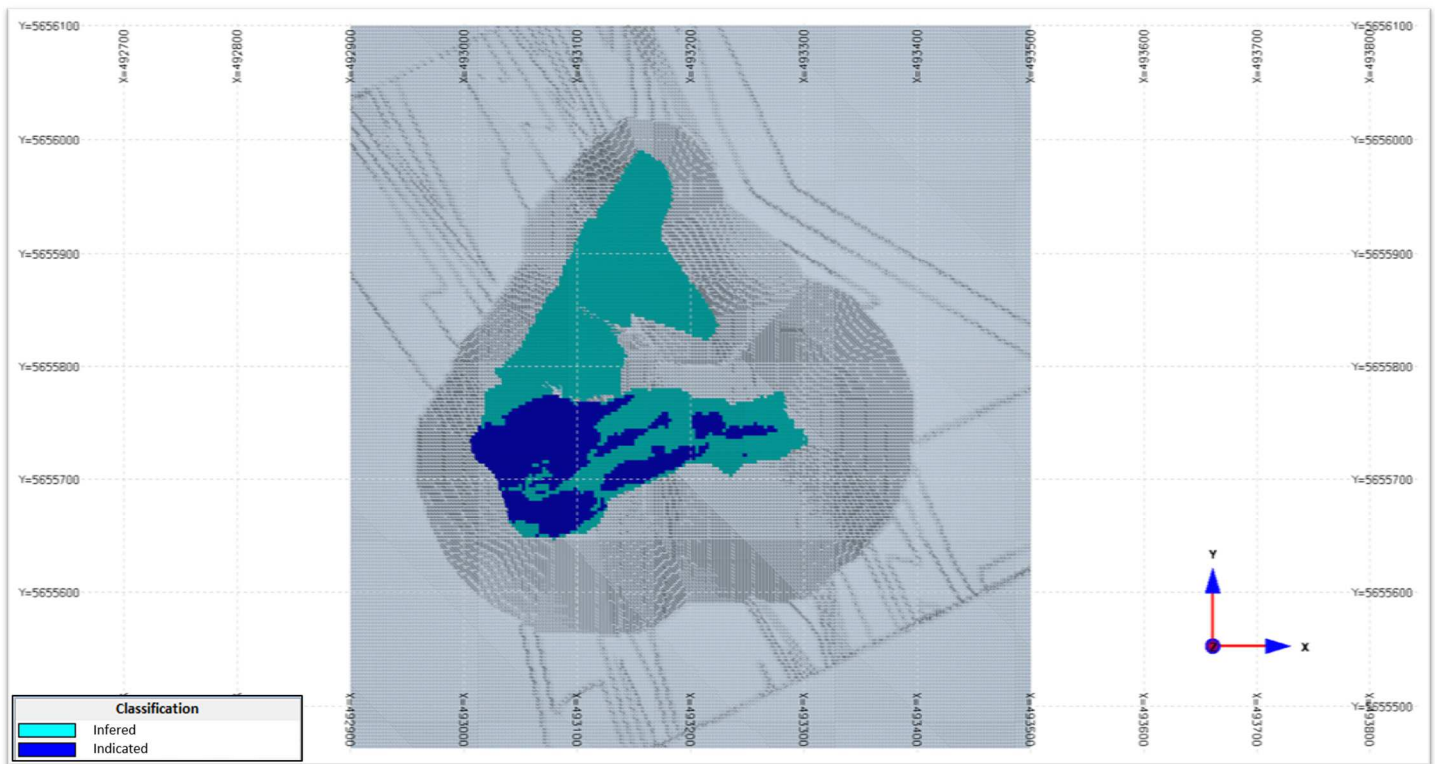 Y=5656100
Y=5656000
Y=5655900
Y=5655800
Y=5655700
Y=5655600
X=492700
X=492800
X=492900
X=493000
X=493100
X=493200
X=493300
X=493400
X=493500
X=493600
X=493700
X=493800
Y=5656100
Y=5656000
Y=5655900
Y=5655800
Y=5655700
Y=5655600
Y=5655500
Y
X
Z
X=492900
X=493000
X=493100
X=493200
X=493300
X=493400
X=493500
X=493600
X=493700
X=493800
Classification
Infered
Indicated